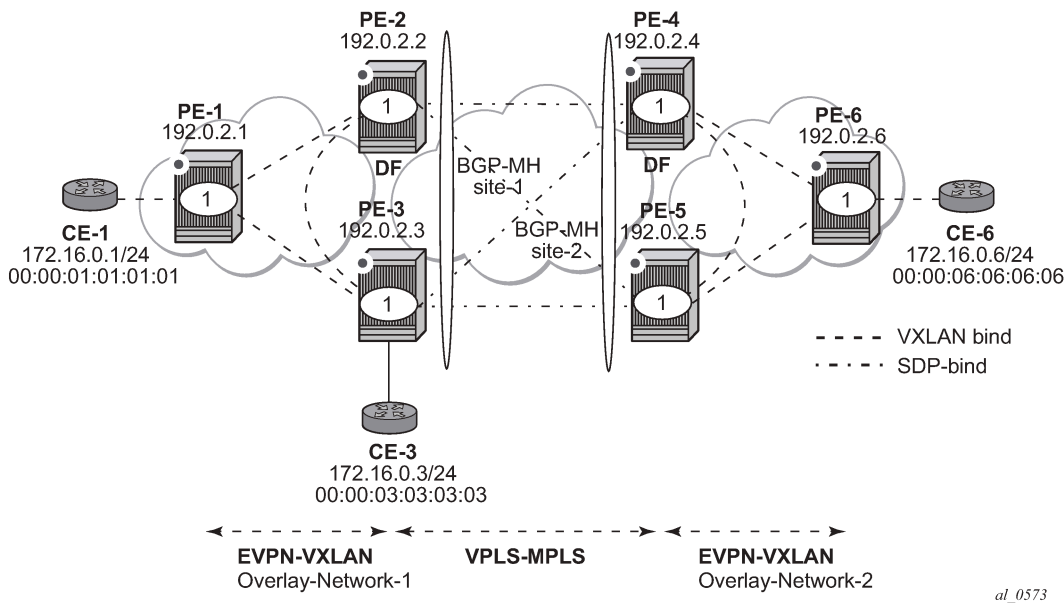 PE-2
192.0.2.2
PE-4
192.0.2.4
PE-1
192.0.2.1
PE-6
192.0.2.6
1
1
DF
DF
BGP-MH
site-1
1
1
CE-1
172.16.0.1/24
00:00:01:01:01:01
PE-3
192.0.2.3
BGP-MH
site-2
PE-5
192.0.2.5
CE-6
172.16.0.6/24
00:00:06:06:06:06
1
1
VXLAN bind
SDP-bind
CE-3
172.16.0.3/24
00:00:03:03:03:03
EVPN-VXLAN
Overlay-Network-1
VPLS-MPLS
EVPN-VXLAN
Overlay-Network-2
al_0573